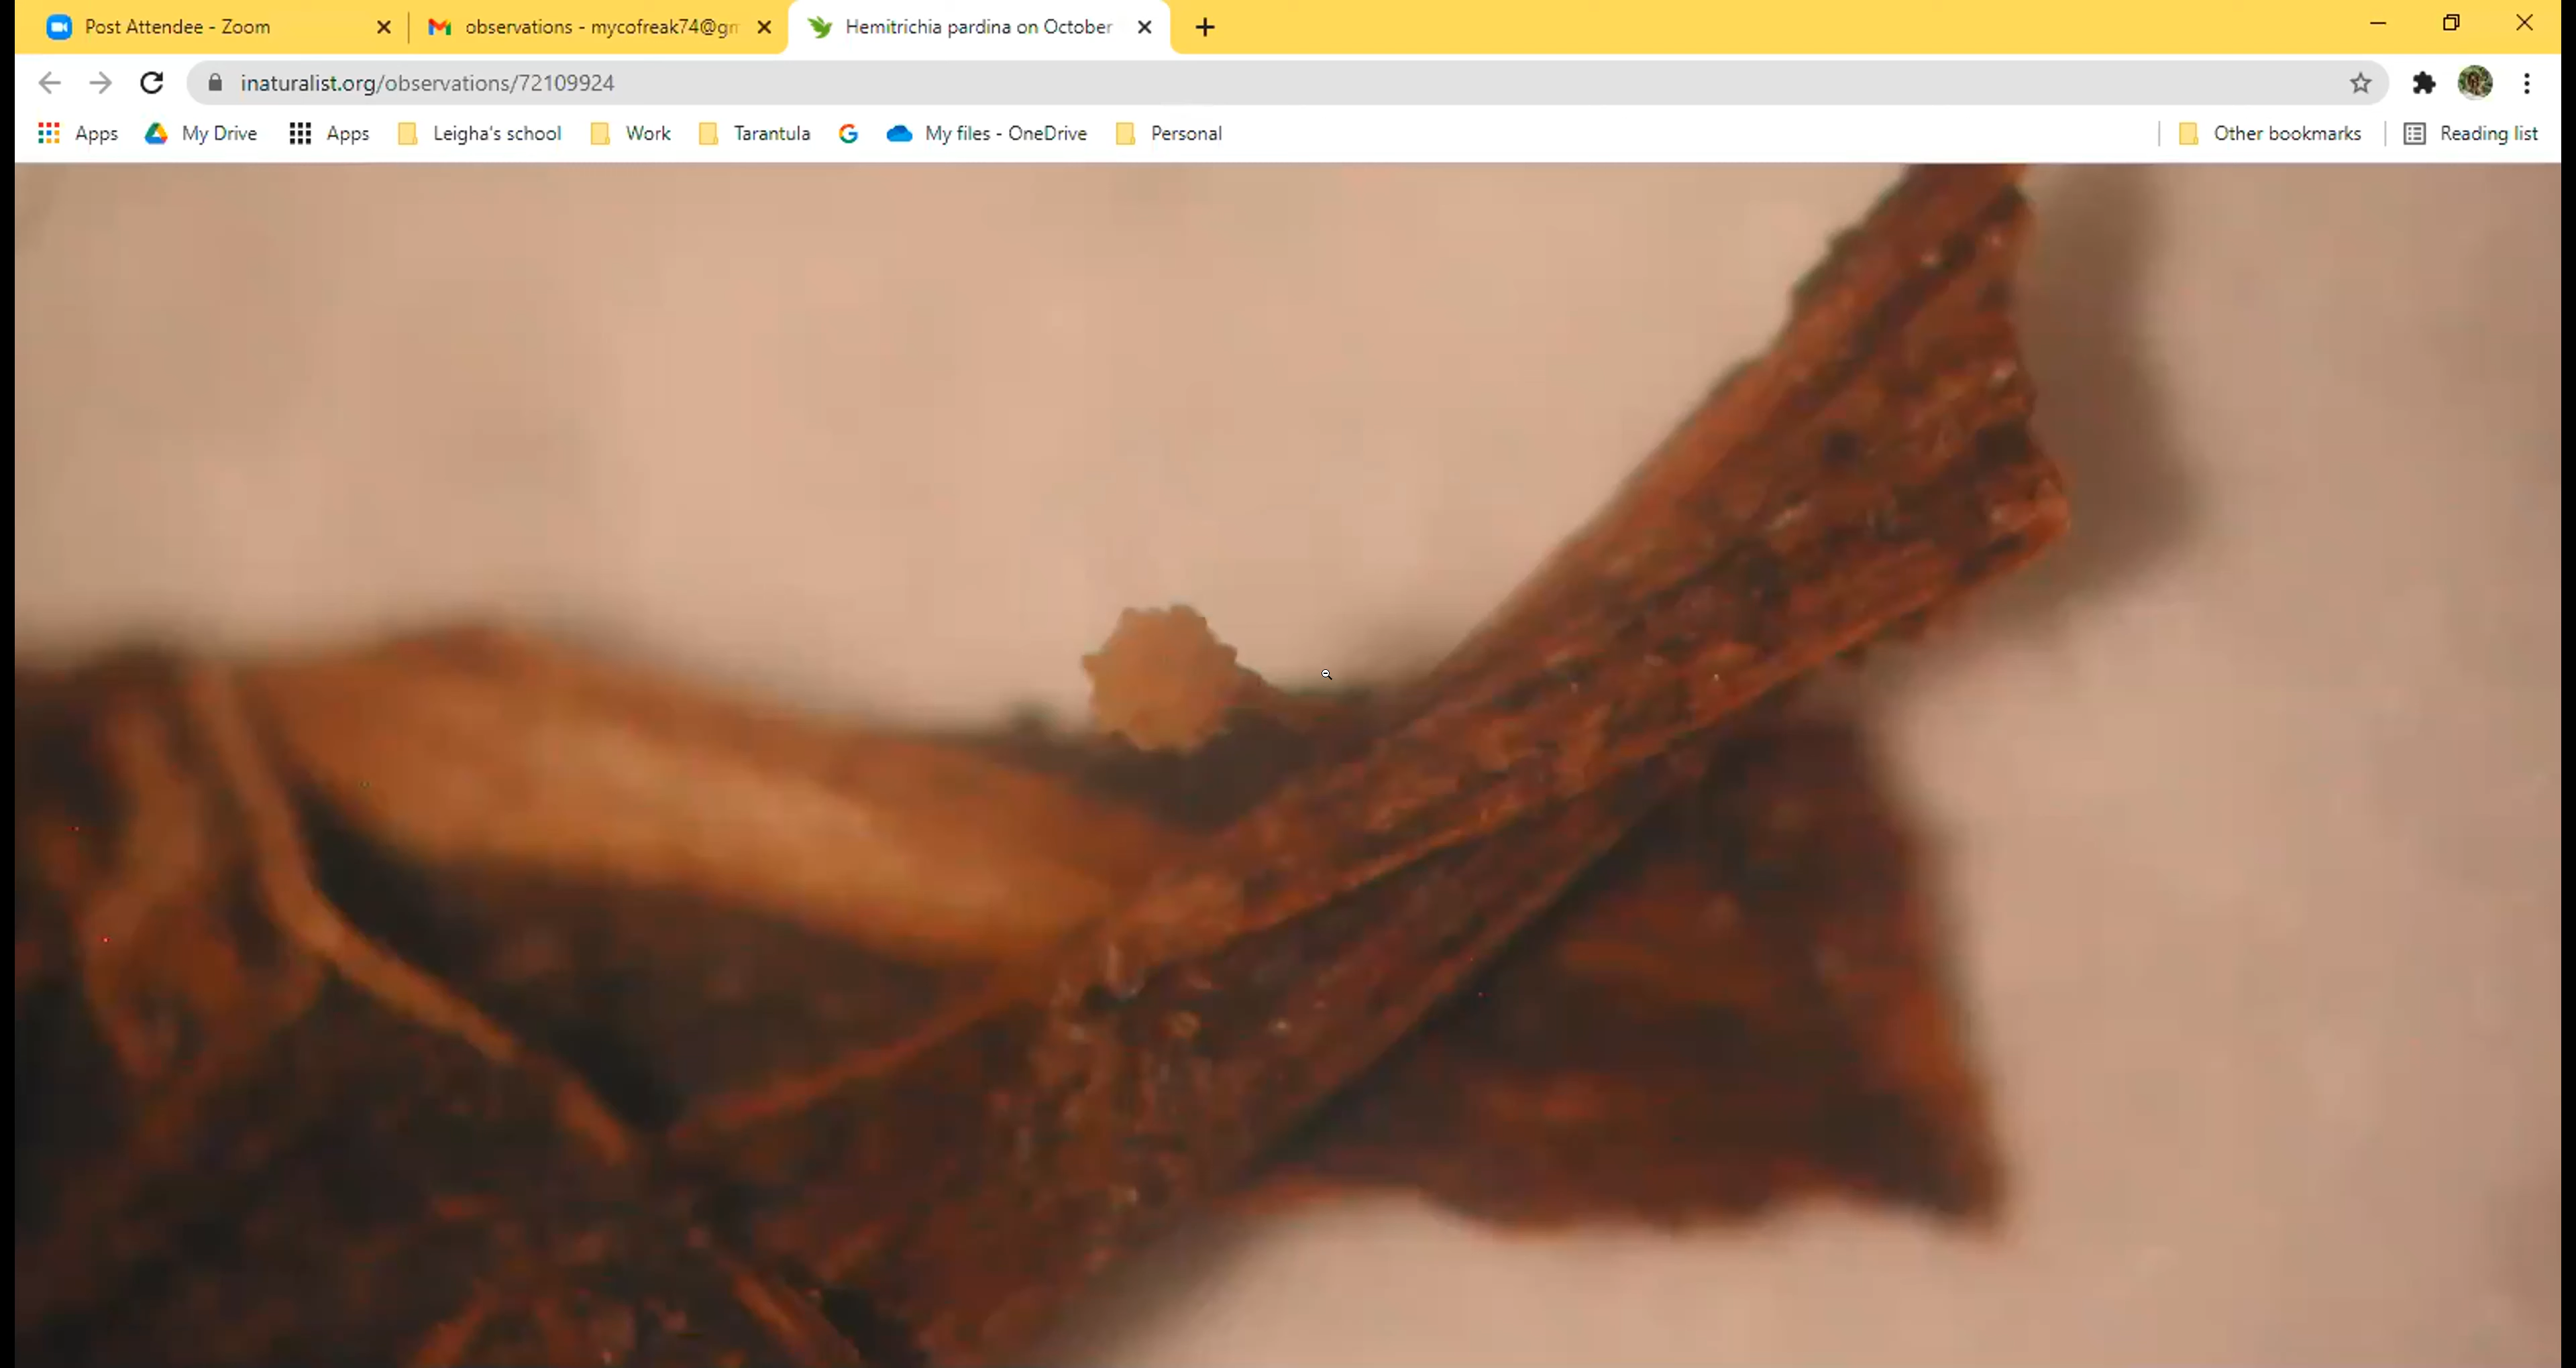 Post Attendee - Zoom
observations - mycofreak74@gm
Hemitrichia pardina on October
inaturalist.org/observations/72109924
Apps My Drive Apps Leigha's school Work Tarantula My files - OneDrive Personal Other bookmarks Reading list